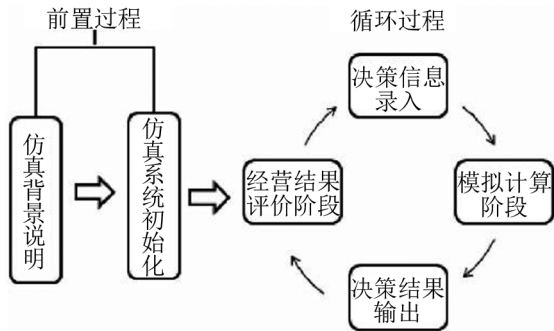 前置过程
循环过程
仿真背景说明
仿真系统初始化
决策信息
录入
经营结果
评价阶段
模拟计算
阶段
决策结果
输出